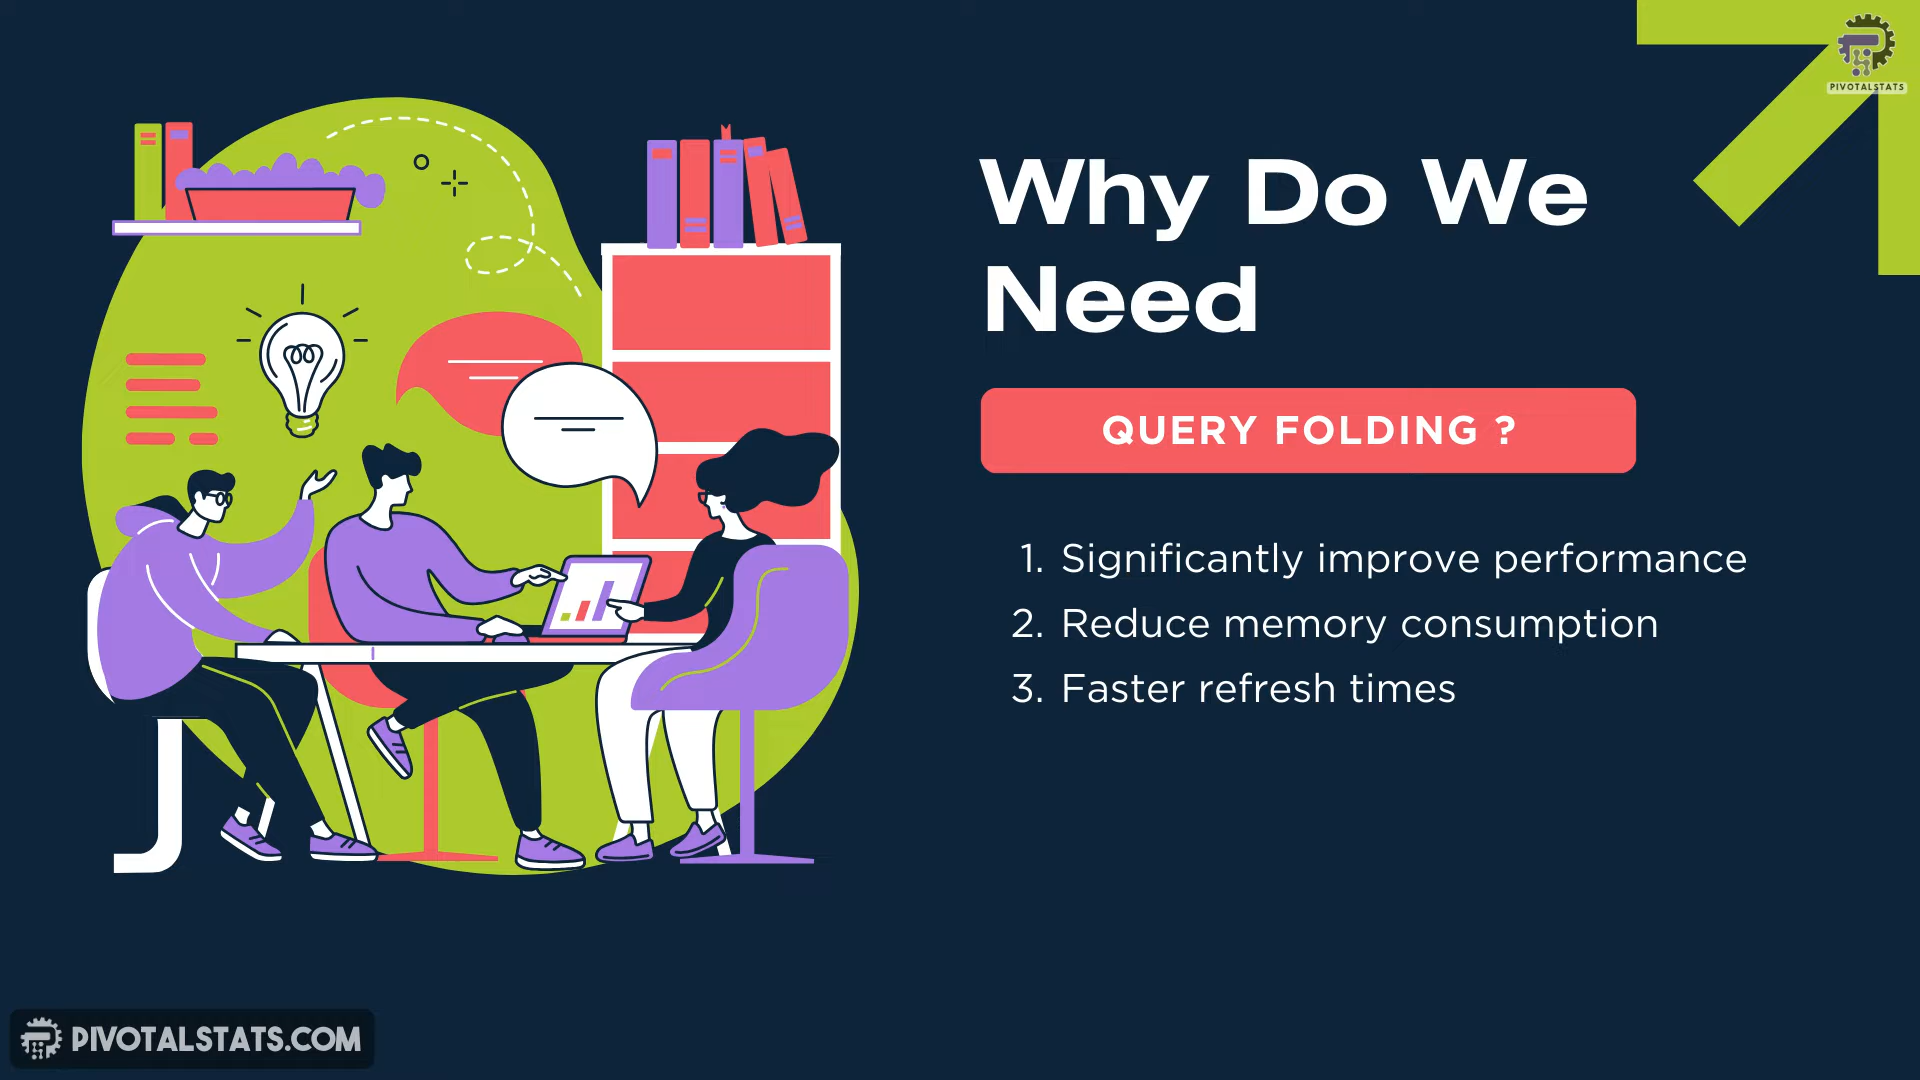 PIVOTALSTATS
Why Do We
Need
QUERY FOLDING ?
1. Significantly improve performance
2. Reduce memory consumption
3. Faster refresh times
PIVOTALSTATS.COM